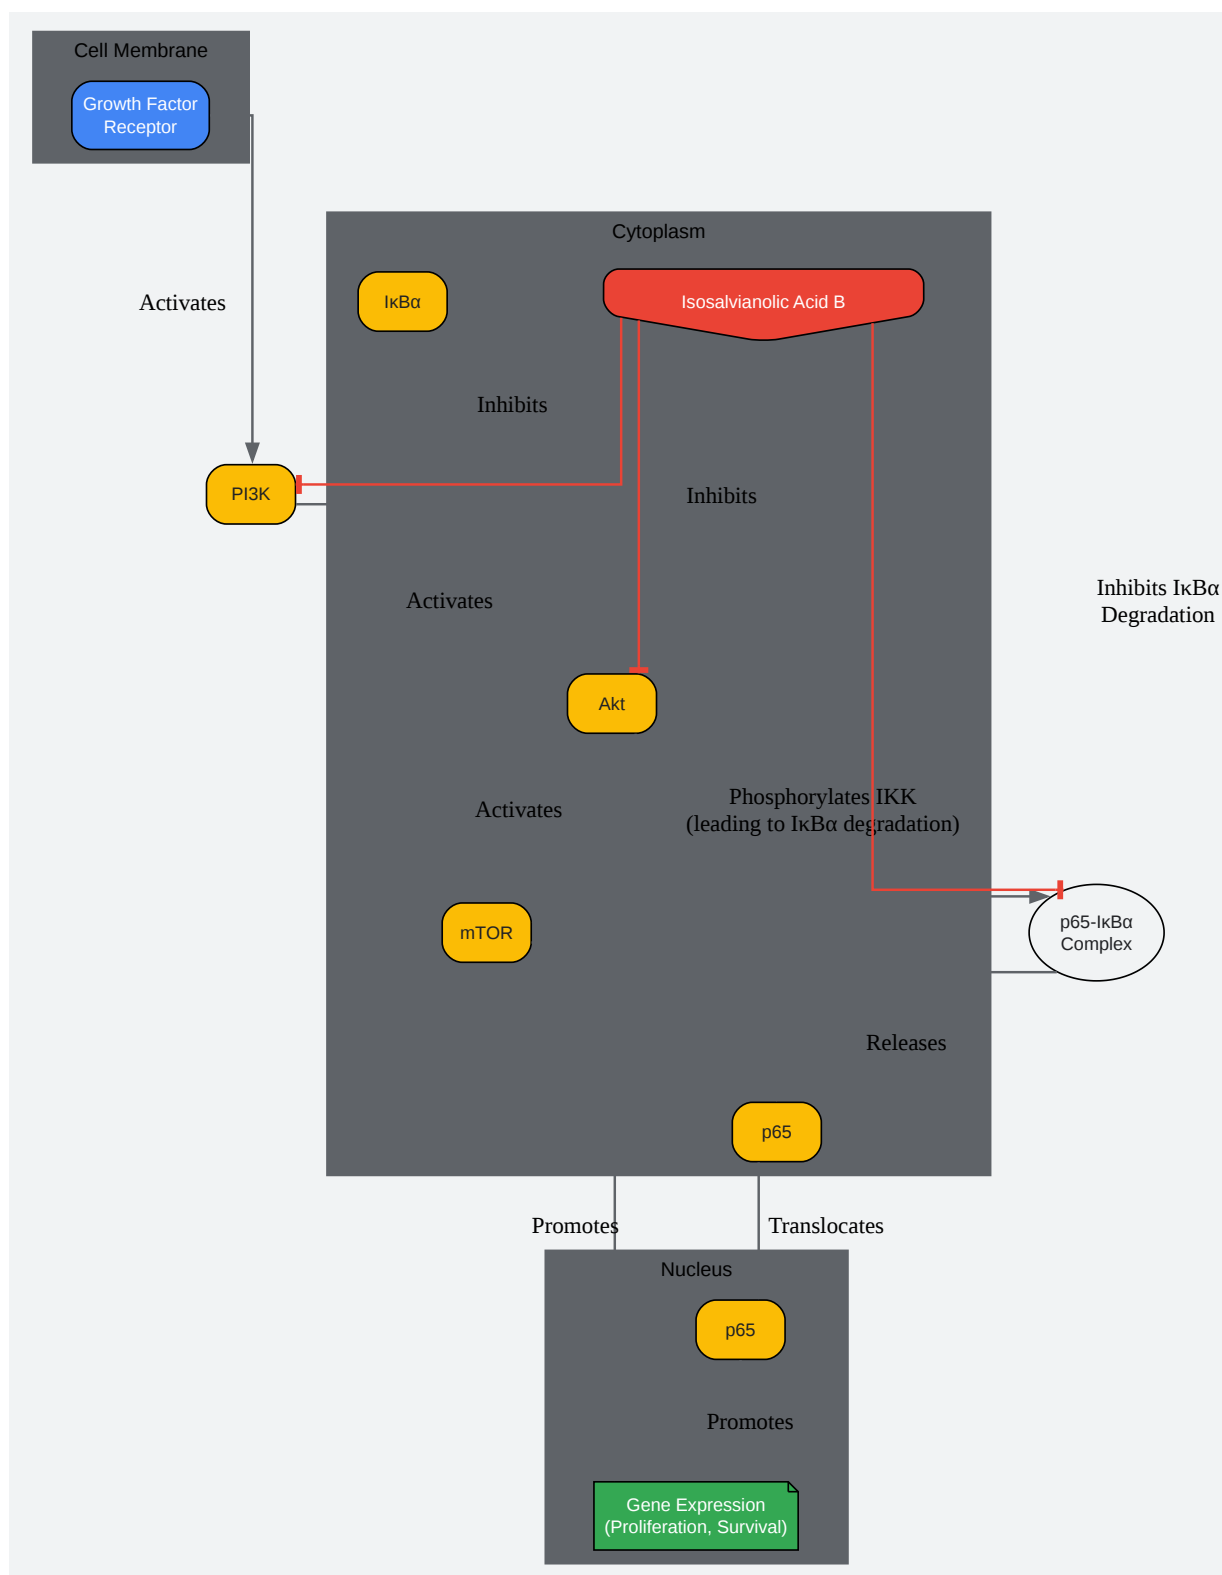 Cell Membrane
Growth Factor
Receptor
Activates
Cytoplasm
IκBα
Isosalvianolic Acid B
Inhibits
PI3K
Inhibits
Inhibits IκBα
Degradation
Activates
Akt
Activates
Phosphorylates IKK
(leading to IκBα degradation)
mTOR
p65-IκBα
Complex
Releases
p65
Promotes
Translocates
Nucleus
p65
Promotes
Gene Expression
(Proliferation, Survival)